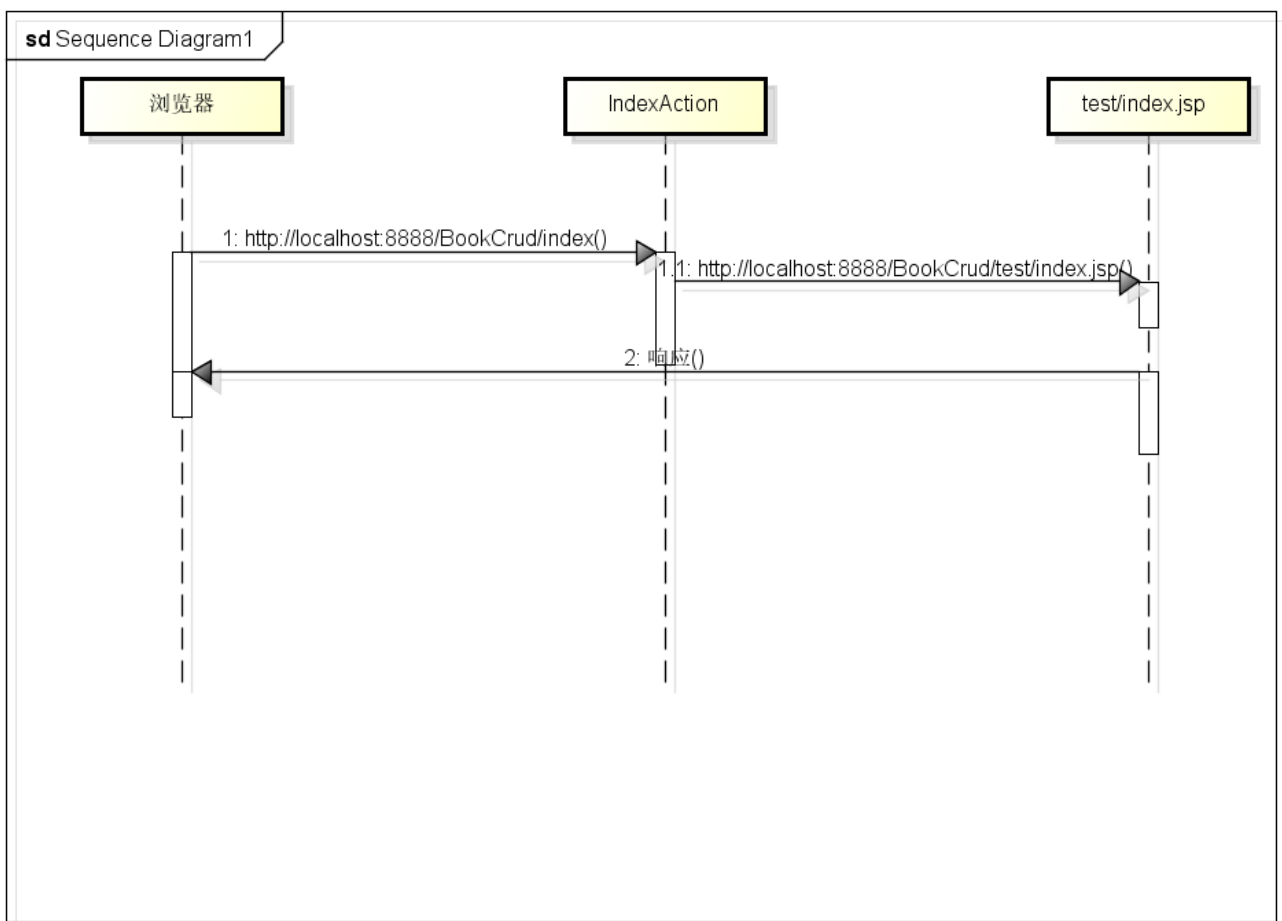 sd Sequence Diagram1
浏览器
IndexAction
test/index.jsp
1: http://localhost:8888/BookCrud/index()
1.1: http://localhost:8888/BookCrud/test/index.jsp()
2: 响应()